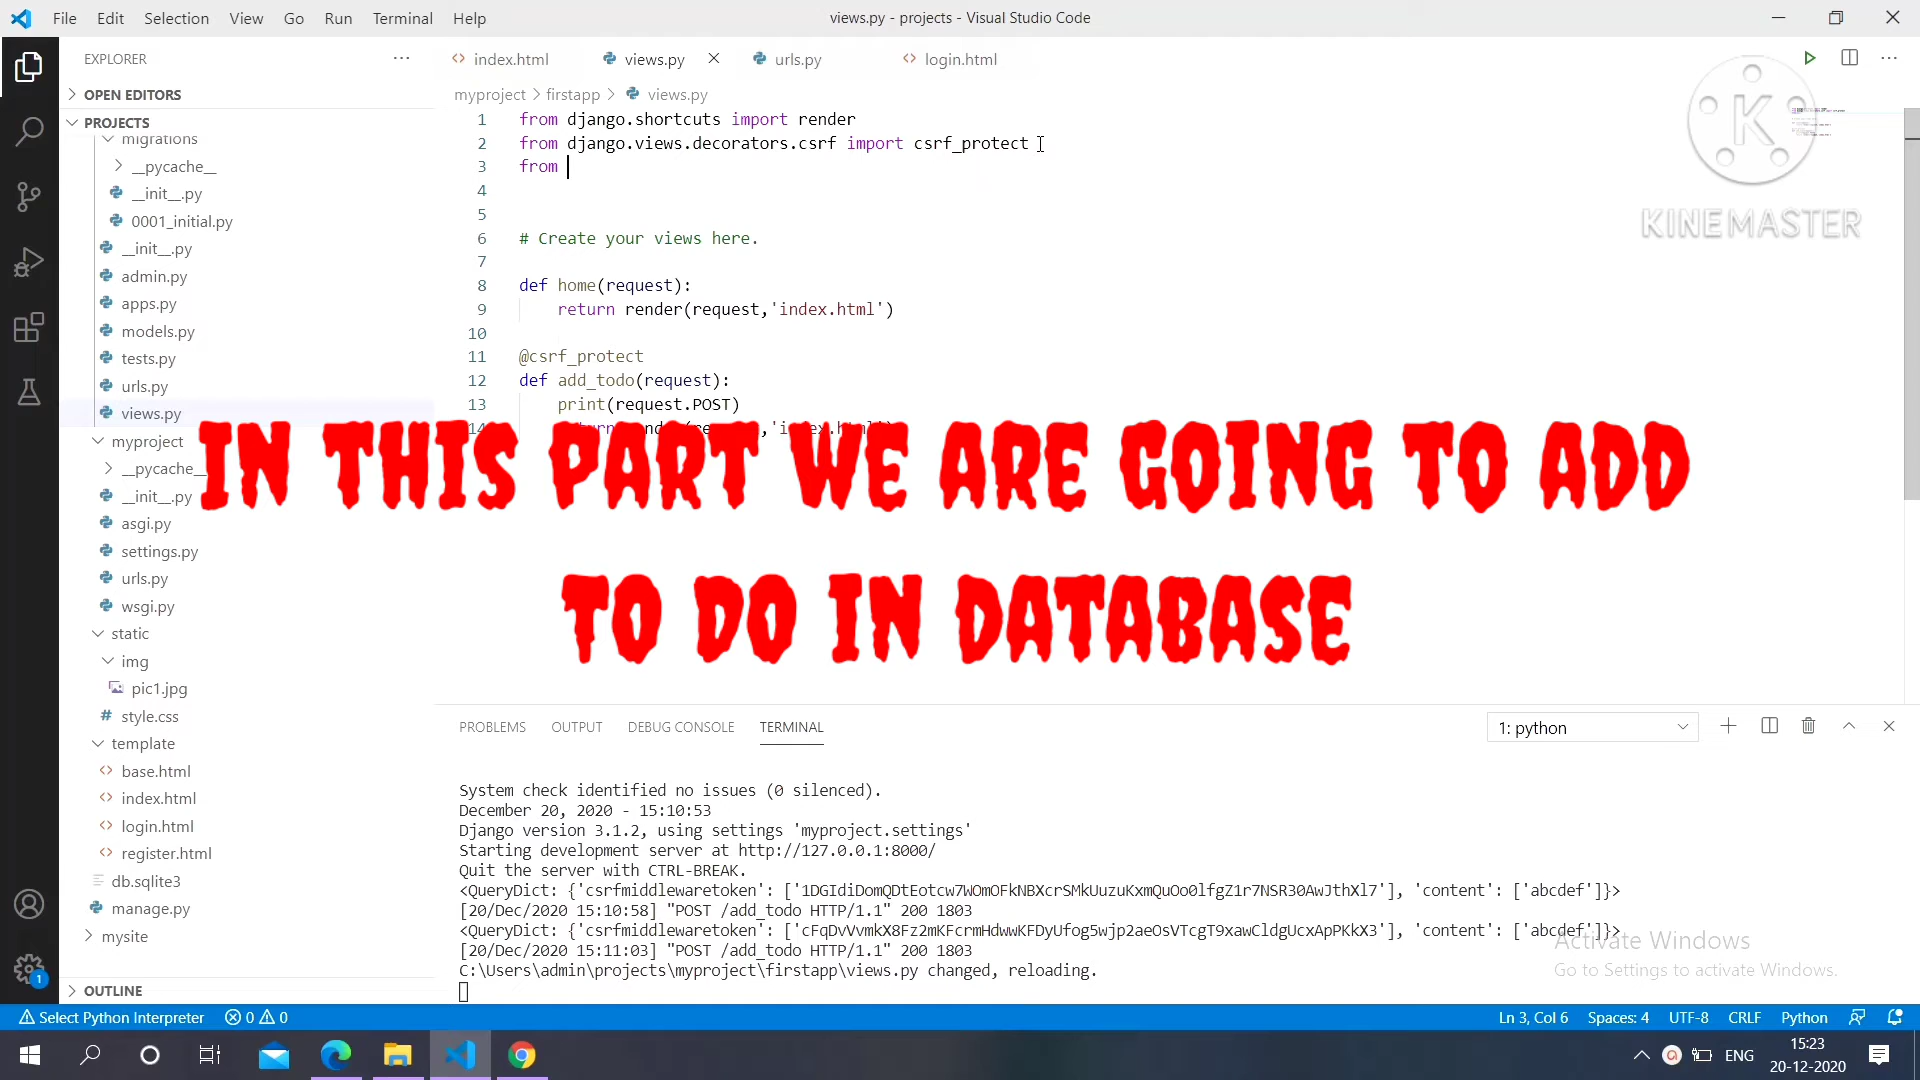 File Edit Selection View Go Run Terminal Help
views.py - projects - Visual Studio Code
EXPLORER
index.html
views.py
urls.py
login.html
OPEN EDITORS
myproject > firstapp > views.py
PROJECTS
migrations
__pycache__
__init__.py
0001_initial.py
__init__.py
admin.py
apps.py
models.py
tests.py
urls.py
views.py
myproject
__pycache__
__init__.py
asgi.py
settings.py
urls.py
wsgi.py
static
img
pic1.jpg
style.css
template
base.html
index.html
login.html
register.html
db.sqlite3
manage.py
mysite
OUTLINE
1 from django.shortcuts import render
2 from django.views.decorators.csrf import csrf_protect
3 from
4
5
6 # Create your views here.
7
8 def home(request):
9 return render(request,'index.html')
10
11 @csrf_protect
12 def add_todo(request):
13 print(request.POST)
14
K
KINEMASTER
IN THIS PART WE ARE GOING TO ADD
TO DO IN DATABASE
PROBLEMS OUTPUT DEBUG CONSOLE TERMINAL
1: python
System check identified no issues (0 silenced).
December 20, 2020 - 15:10:53
Django version 3.1.2, using settings 'myproject.settings'
Starting development server at http://127.0.0.1:8000/
Quit the server with CTRL-BREAK.
<QueryDict: {'csrfmiddlewaretoken': ['1DGIdiDomQDtEotcw7WOmOFkNBXcrSMkUuzuKxmQuOo0lfgZ1r7NSR30AwJthXl7'], 'content': ['abcdef']}>
[20/Dec/2020 15:10:58] "POST /add_todo HTTP/1.1" 200 1803
<QueryDict: {'csrfmiddlewaretoken': ['cFqDvVvmkX8Fz2mKFcrmHdwwKFDyUfog5wjp2aeOsVTcgT9xawCldgUcxApPKkX3'], 'content': ['abcdef']}>
[20/Dec/2020 15:11:03] "POST /add_todo HTTP/1.1" 200 1803
C:\Users\admin\projects\myproject\firstapp\views.py changed, reloading.
Activate Windows
Go to Settings to activate Windows.
1
Select Python Interpreter 0 0
Ln 3, Col 6 Spaces: 4 UTF-8 CRLF Python
ENG
15:23
20-12-2020